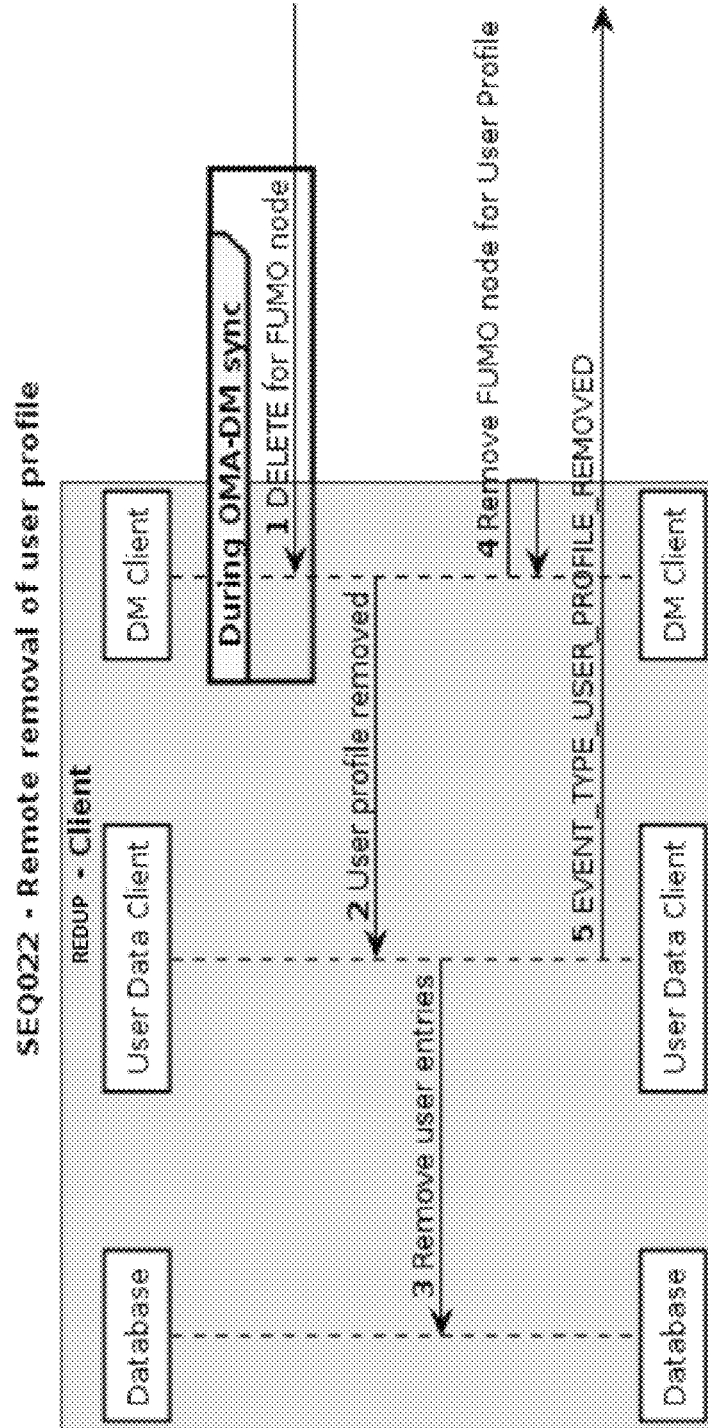 SEQ022 - Remote removal of user profile
REDUP - Client
Database
User Data Client
DM Client
During OMA-DM sync
1 DELETE for FUMO node
2 User profile removed
3 Remove user entries
4 Remove FUMO node for User Profile
5 EVENT_TYPE_USER_PROFILE_REMOVED
Database
User Data Client
DM Client